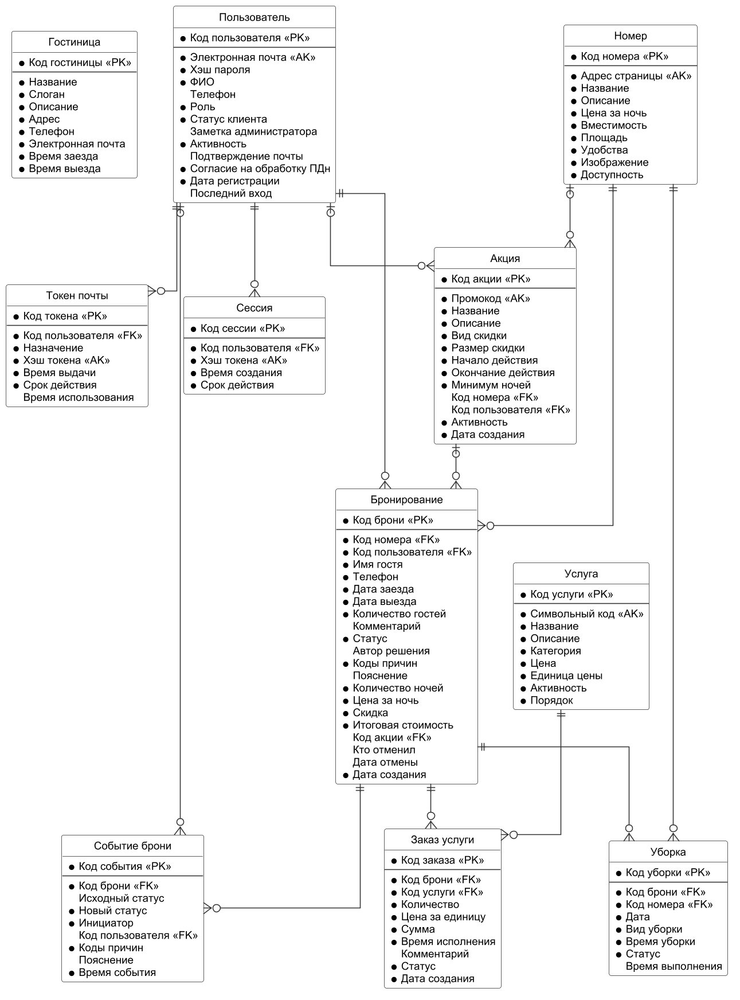 Гостиница
Код гостиницы «PK»
Название
Слоган
Описание
Адрес
Телефон
Электронная почта
Время заезда
Время выезда
Пользователь
Код пользователя «PK»
Электронная почта «AK»
Хэш пароля
ФИО
Телефон
Роль
Статус клиента
Заметка администратора
Активность
Подтверждение почты
Согласие на обработку ПДн
Дата регистрации
Последний вход
Номер
Код номера «PK»
Адрес страницы «AK»
Название
Описание
Цена за ночь
Вместимость
Площадь
Удобства
Изображение
Доступность
Токен почты
Код токена «PK»
Код пользователя «FK»
Назначение
Хэш токена «AK»
Время выдачи
Срок действия
Время использования
Сессия
Код сессии «PK»
Код пользователя «FK»
Хэш токена «AK»
Время создания
Срок действия
Акция
Код акции «PK»
Промокод «AK»
Название
Описание
Вид скидки
Размер скидки
Начало действия
Окончание действия
Минимум ночей
Код номера «FK»
Код пользователя «FK»
Активность
Дата создания
Бронирование
Код брони «PK»
Код номера «FK»
Код пользователя «FK»
Имя гостя
Телефон
Дата заезда
Дата выезда
Количество гостей
Комментарий
Статус
Автор решения
Коды причин
Пояснение
Количество ночей
Цена за ночь
Скидка
Итоговая стоимость
Код акции «FK»
Кто отменил
Дата отмены
Дата создания
Услуга
Код услуги «PK»
Символьный код «AK»
Название
Описание
Категория
Цена
Единица цены
Активность
Порядок
Событие брони
Код события «PK»
Код брони «FK»
Исходный статус
Новый статус
Инициатор
Код пользователя «FK»
Коды причин
Пояснение
Время события
Заказ услуги
Код заказа «PK»
Код брони «FK»
Код услуги «FK»
Количество
Цена за единицу
Сумма
Время исполнения
Комментарий
Статус
Дата создания
Уборка
Код уборки «PK»
Код брони «FK»
Код номера «FK»
Дата
Вид уборки
Время уборки
Статус
Время выполнения